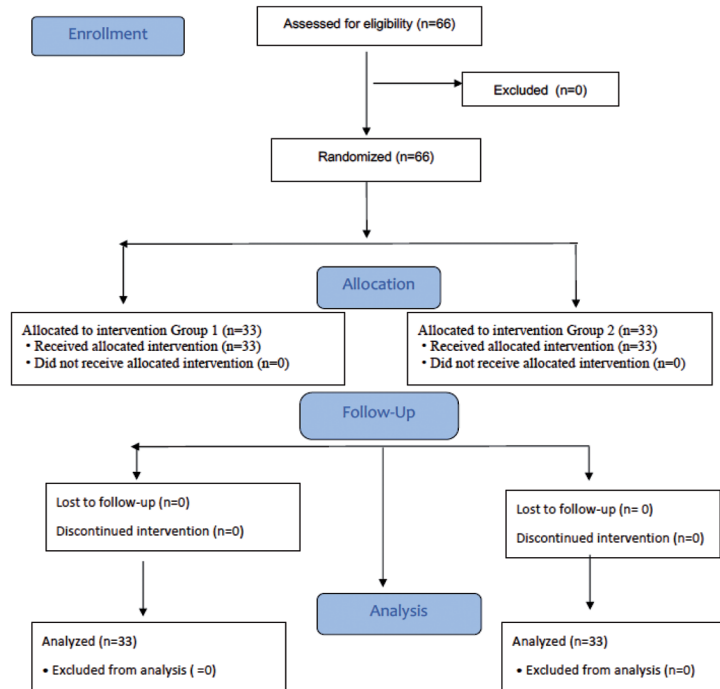 Enrollment
Assessed for eligibility (n=66)
Excluded (n=0)
Randomized (n=66)
Allocation
Allocated to intervention Group 1 (n=33)
• Received allocated intervention (n=33)
• Did not receive allocated intervention (n=0)
Allocated to intervention Group 2 (n=33)
• Received allocated intervention (n=33)
• Did not receive allocated intervention (n=0)
Follow-Up
Lost to follow-up (n=0)
Discontinued intervention (n=0)
Lost to follow-up (n= 0)
Discontinued intervention (n=0)
Analysis
Analyzed (n=33)
• Excluded from analysis ( =0)
Analyzed (n=33)
• Excluded from analysis (n=0)